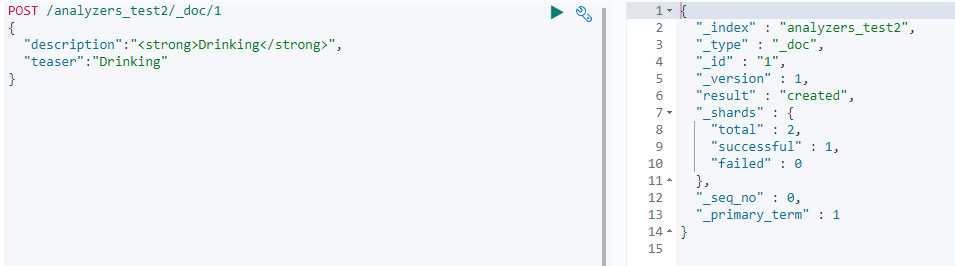 POST /analyzers_test2/_doc/1
{
  "description":"<strong>Drinking</strong>",
  "teaser":"Drinking"
}
1 {
2   "_index" : "analyzers_test2",
3   "_type" : "_doc",
4   "_id" : "1",
5   "_version" : 1,
6   "result" : "created",
7   "_shards" : {
8     "total" : 2,
9     "successful" : 1,
10     "failed" : 0
11   },
12   "_seq_no" : 0,
13   "_primary_term" : 1
14 }
15